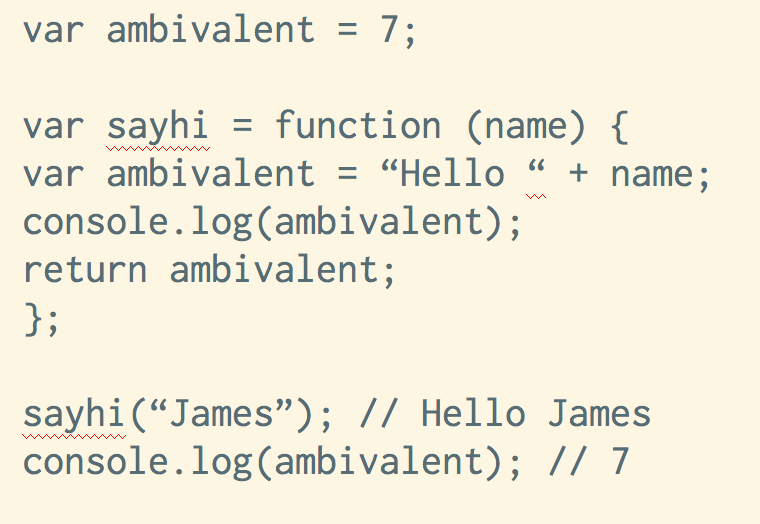 var ambivalent = 7;
var sayhi = function (name) {
var ambivalent = “Hello “ + name;
console.log(ambivalent);
return ambivalent;
};
sayhi(“James”); // Hello James
console.log(ambivalent); // 7